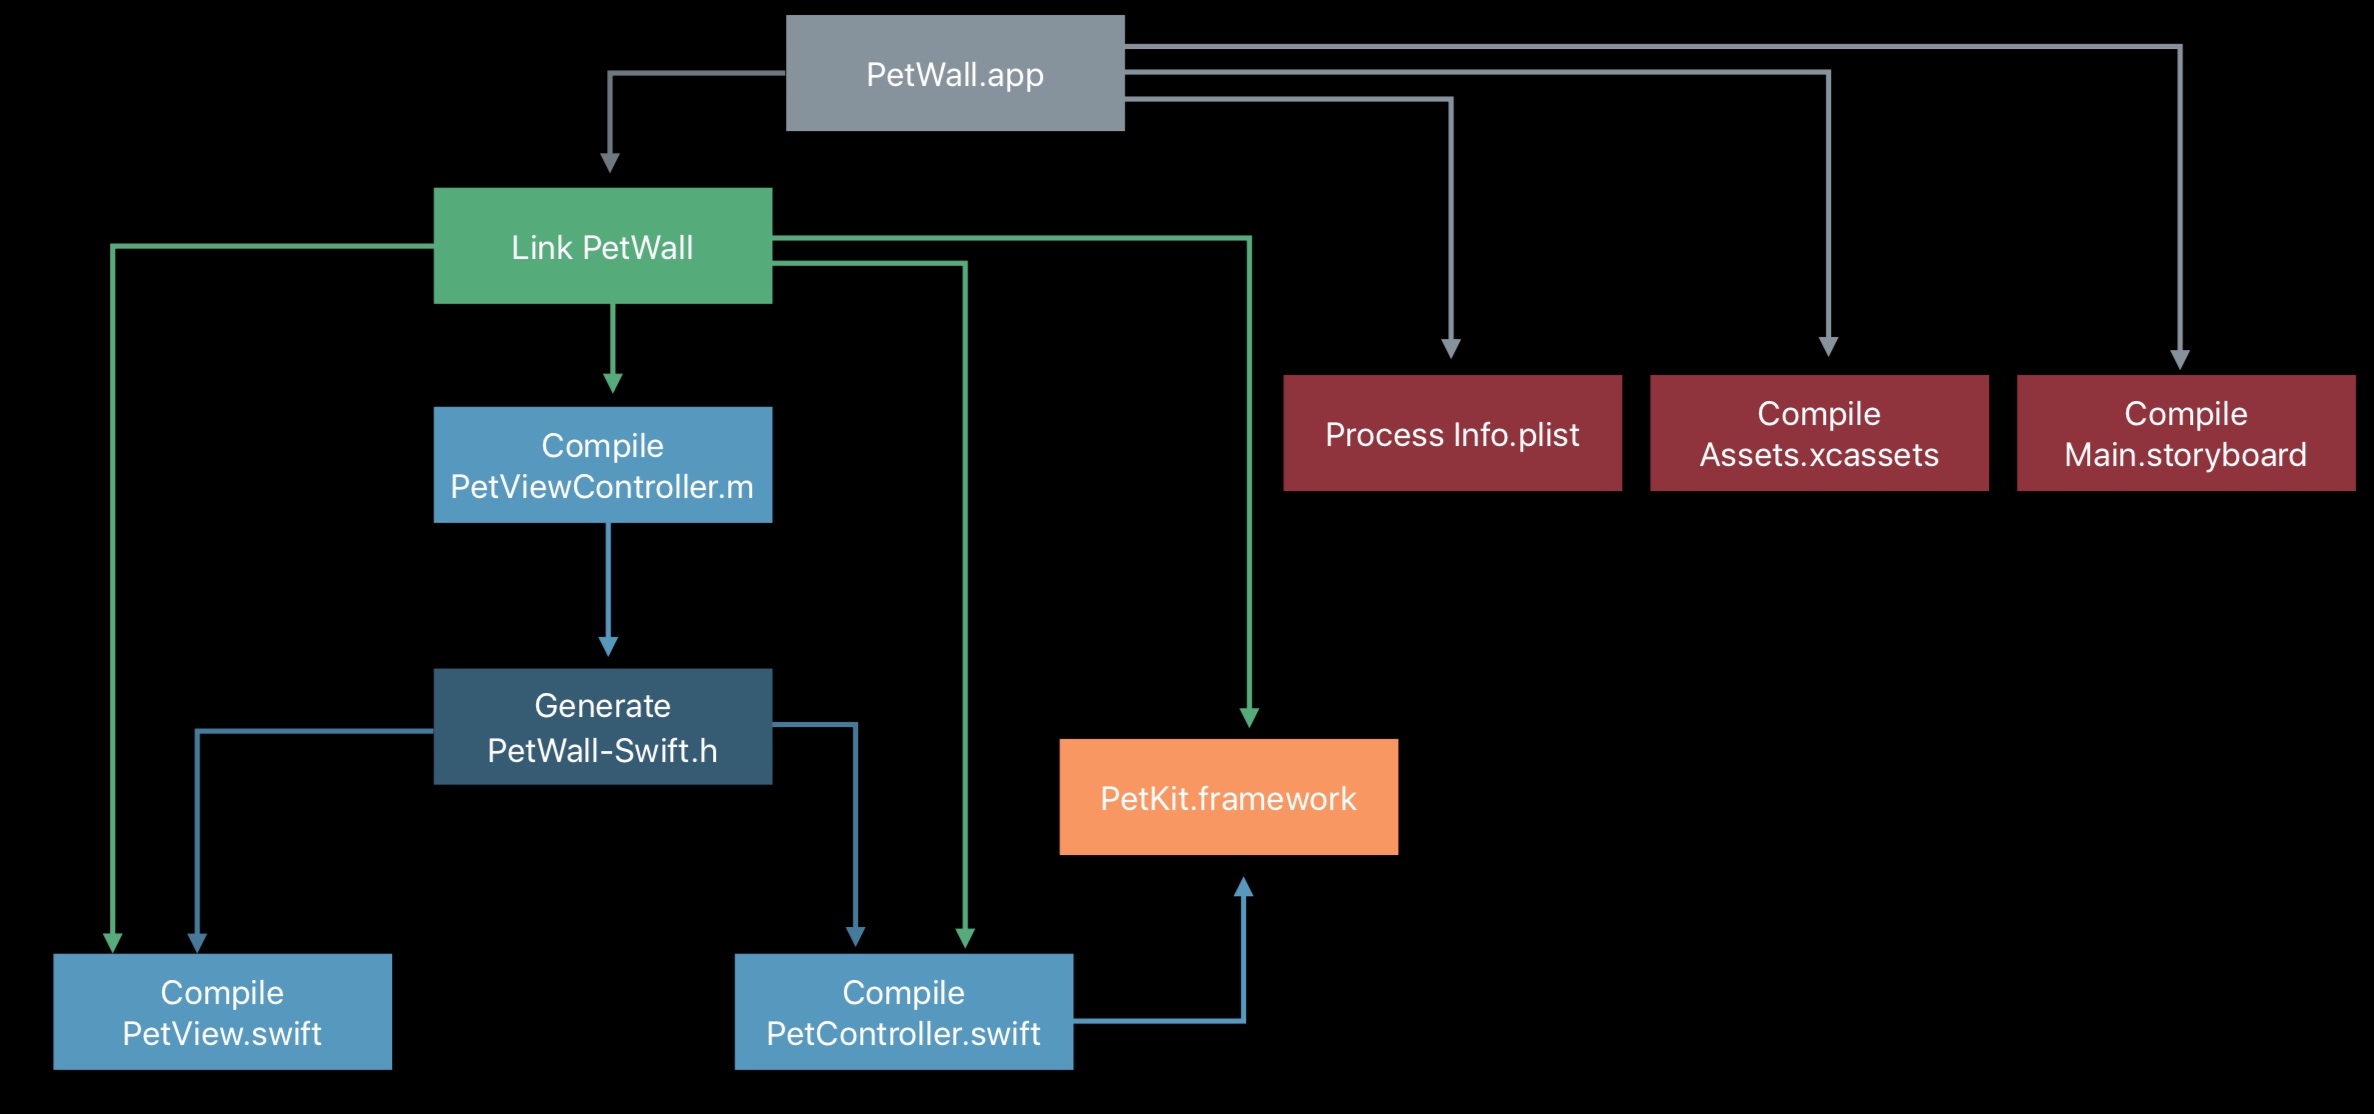 PetWall.app
Link PetWall
Compile
PetViewController.m
Process Info.plist
Compile
Assets.xcassets
Compile
Main.storyboard
Generate
PetWall-Swift.h
PetKit.framework
Compile
PetView.swift
Compile
PetController.swift